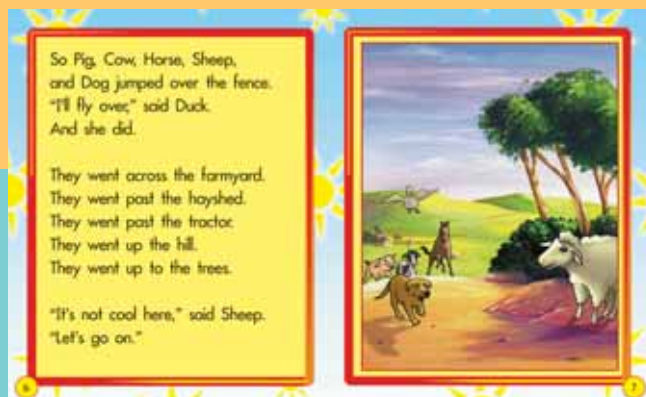 So Pig, Cow, Horse, Sheep,
and Dog jumped over the fence.
"I'll fly over," said Duck.
And she did.
They went across the farmyard.
They went past the hayshed.
They went past the tractor.
They went up the hill.
They went up to the trees.
"It's not cool here," said Sheep.
"Let's go on."
6
7